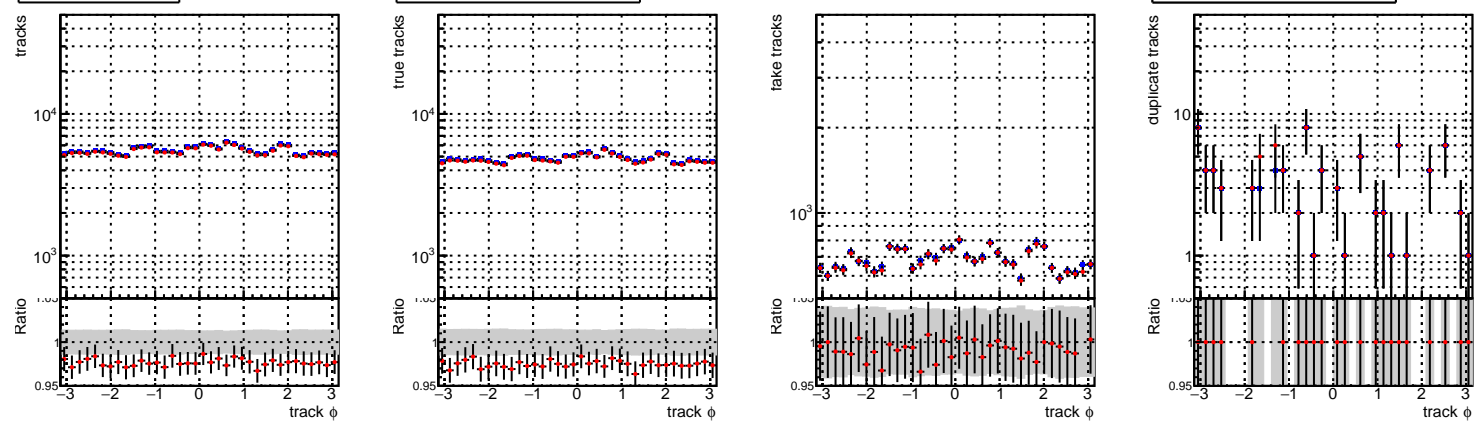 tracks
10⁴
10³
Ratio
1
0.95
−3 −2 −1 0 1 2 3
track ϕ
true tracks
10⁴
10³
Ratio
1
0.95
−3 −2 −1 0 1 2 3
track ϕ
fake tracks
10³
Ratio
1
0.95
−3 −2 −1 0 1 2 3
track ϕ
duplicate tracks
10
1
Ratio
1
0.95
−3 −2 −1 0 1 2 3
track ϕ